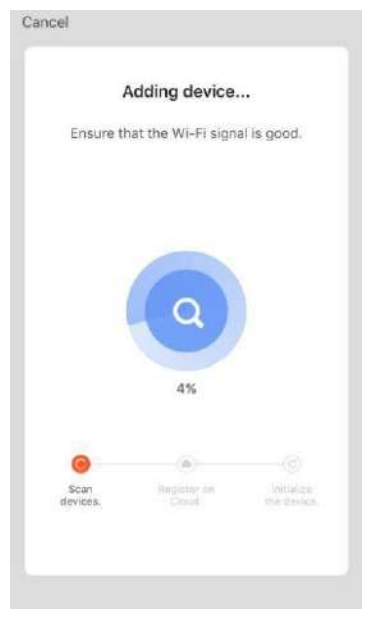 Cancel
Adding device...
Ensure that the Wi-Fi signal is good.
4%
Scan
devices.
Register on
Cloud
Initialize
the device.